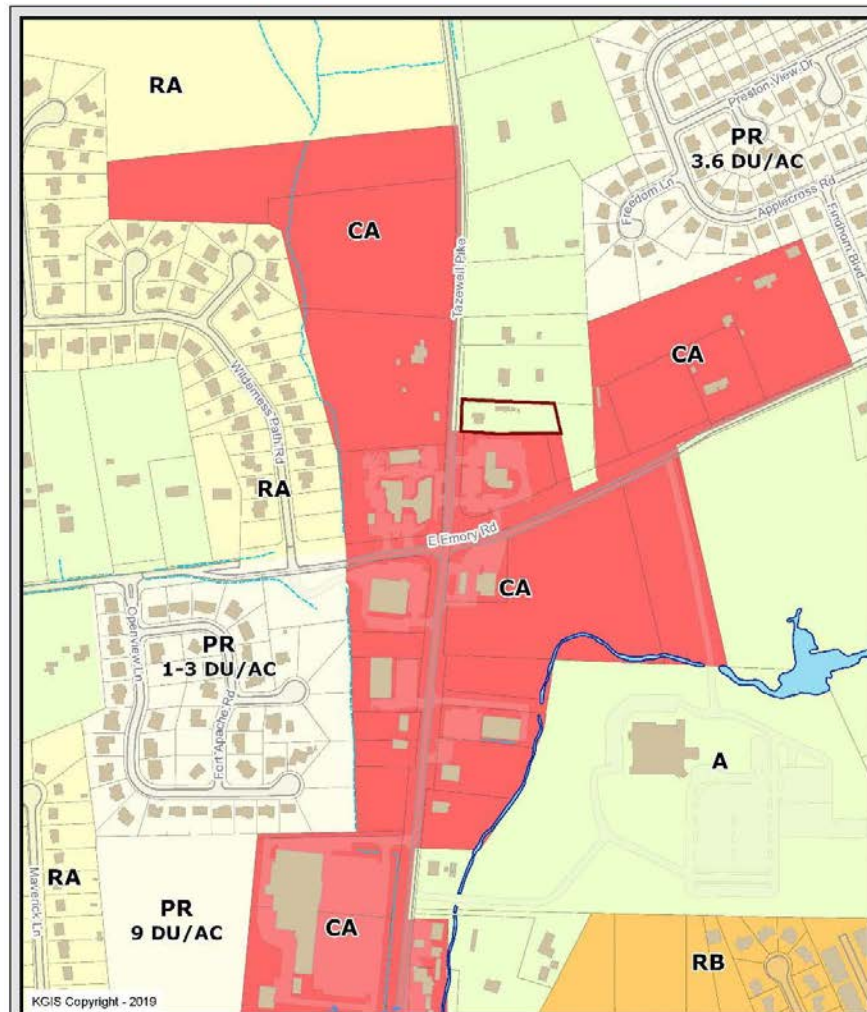 RA
Preston View Dr
PR
3.6 DU/AC
Freedom Ln
Applecross Rd
Findhorn Blvd
CA
Tazewell Pike
CA
Wilderness Path Rd
RA
E Emory Rd
CA
Openview Ln
PR
1-3 DU/AC
Fort Apache Rd
A
Maverick Ln
RA
PR
9 DU/AC
CA
RB
KGIS Copyright - 2019